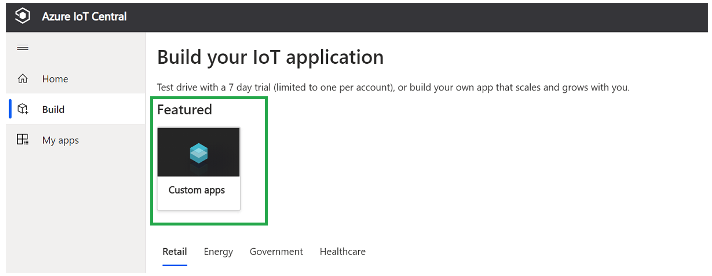 Azure IoT Central
Home
Build
My apps
Build your IoT application
Test drive with a 7 day trial (limited to one per account), or build your own app that scales and grows with you.
Featured
Custom apps
Retail Energy Government Healthcare